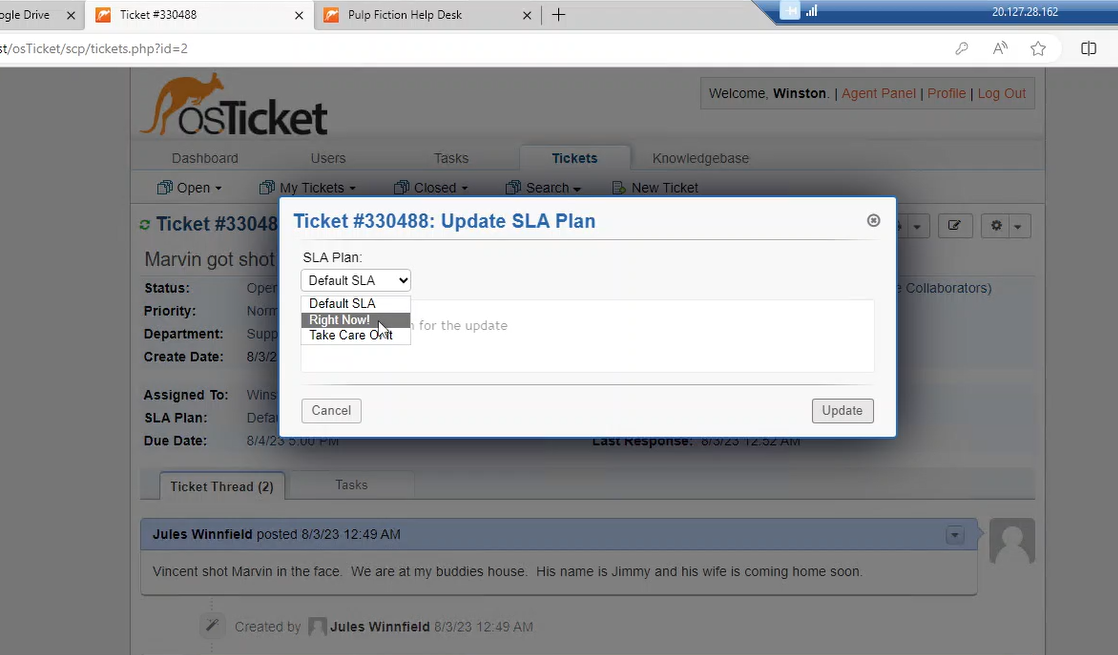 ogle Drive
Ticket #330488
Pulp Fiction Help Desk
20.127.28.162
st/osTicket/scp/tickets.php?id=2
osTicket
Welcome, Winston. | Agent Panel | Profile | Log Out
Dashboard Users Tasks Tickets Knowledgebase
Open My Tickets Closed Search New Ticket
Ticket #33048
Marvin got shot
Status: Oper
Priority: Norm
Department: Supp
Create Date: 8/3/2
Assigned To: Wins
SLA Plan: Defau
Due Date: 8/4/23 5:00 PM
e Collaborators)
Last Response: 8/3/23 12:52 AM
Ticket #330488: Update SLA Plan
SLA Plan:
Default SLA
Default SLA
Right Now!
Take Care Of It
for the update
Cancel Update
Ticket Thread (2) Tasks
Jules Winnfield posted 8/3/23 12:49 AM
Vincent shot Marvin in the face. We are at my buddies house. His name is Jimmy and his wife is coming home soon.
Created by Jules Winnfield 8/3/23 12:49 AM